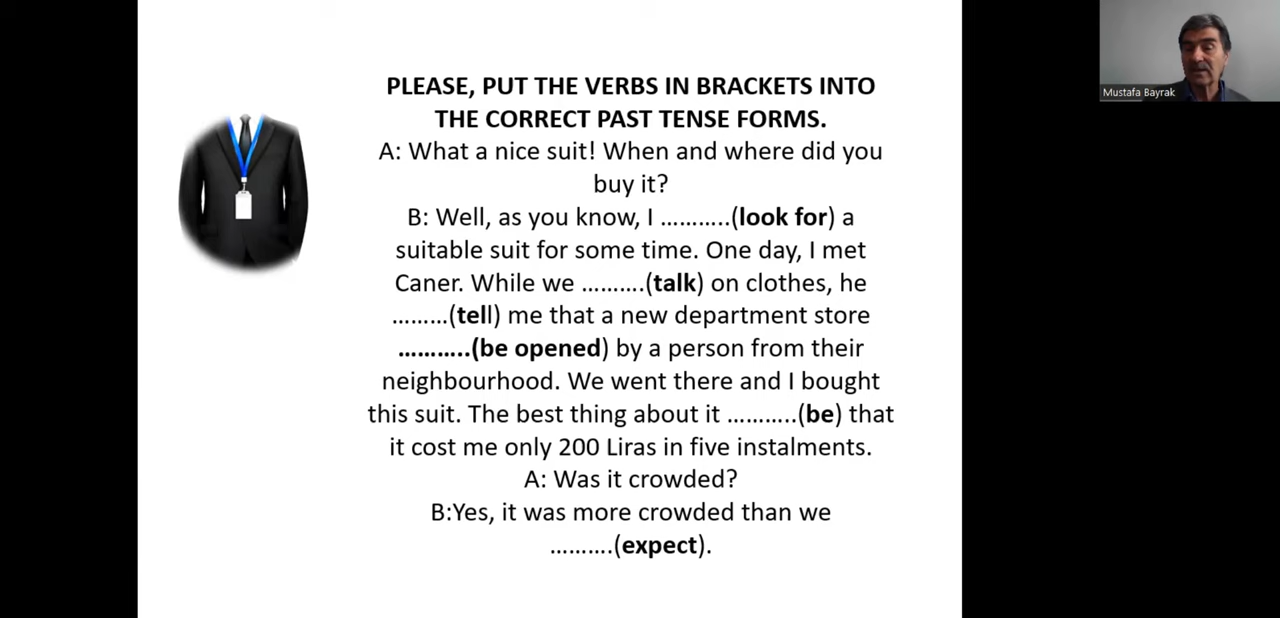 PLEASE, PUT THE VERBS IN BRACKETS INTO
THE CORRECT PAST TENSE FORMS.
A: What a nice suit! When and where did you
buy it?
B: Well, as you know, I ………..(look for) a
suitable suit for some time. One day, I met
Caner. While we ……….(talk) on clothes, he
………(tell) me that a new department store
………..(be opened) by a person from their
neighbourhood. We went there and I bought
this suit. The best thing about it ………..(be) that
it cost me only 200 Liras in five instalments.
A: Was it crowded?
B:Yes, it was more crowded than we
……….(expect).
Mustafa Bayrak